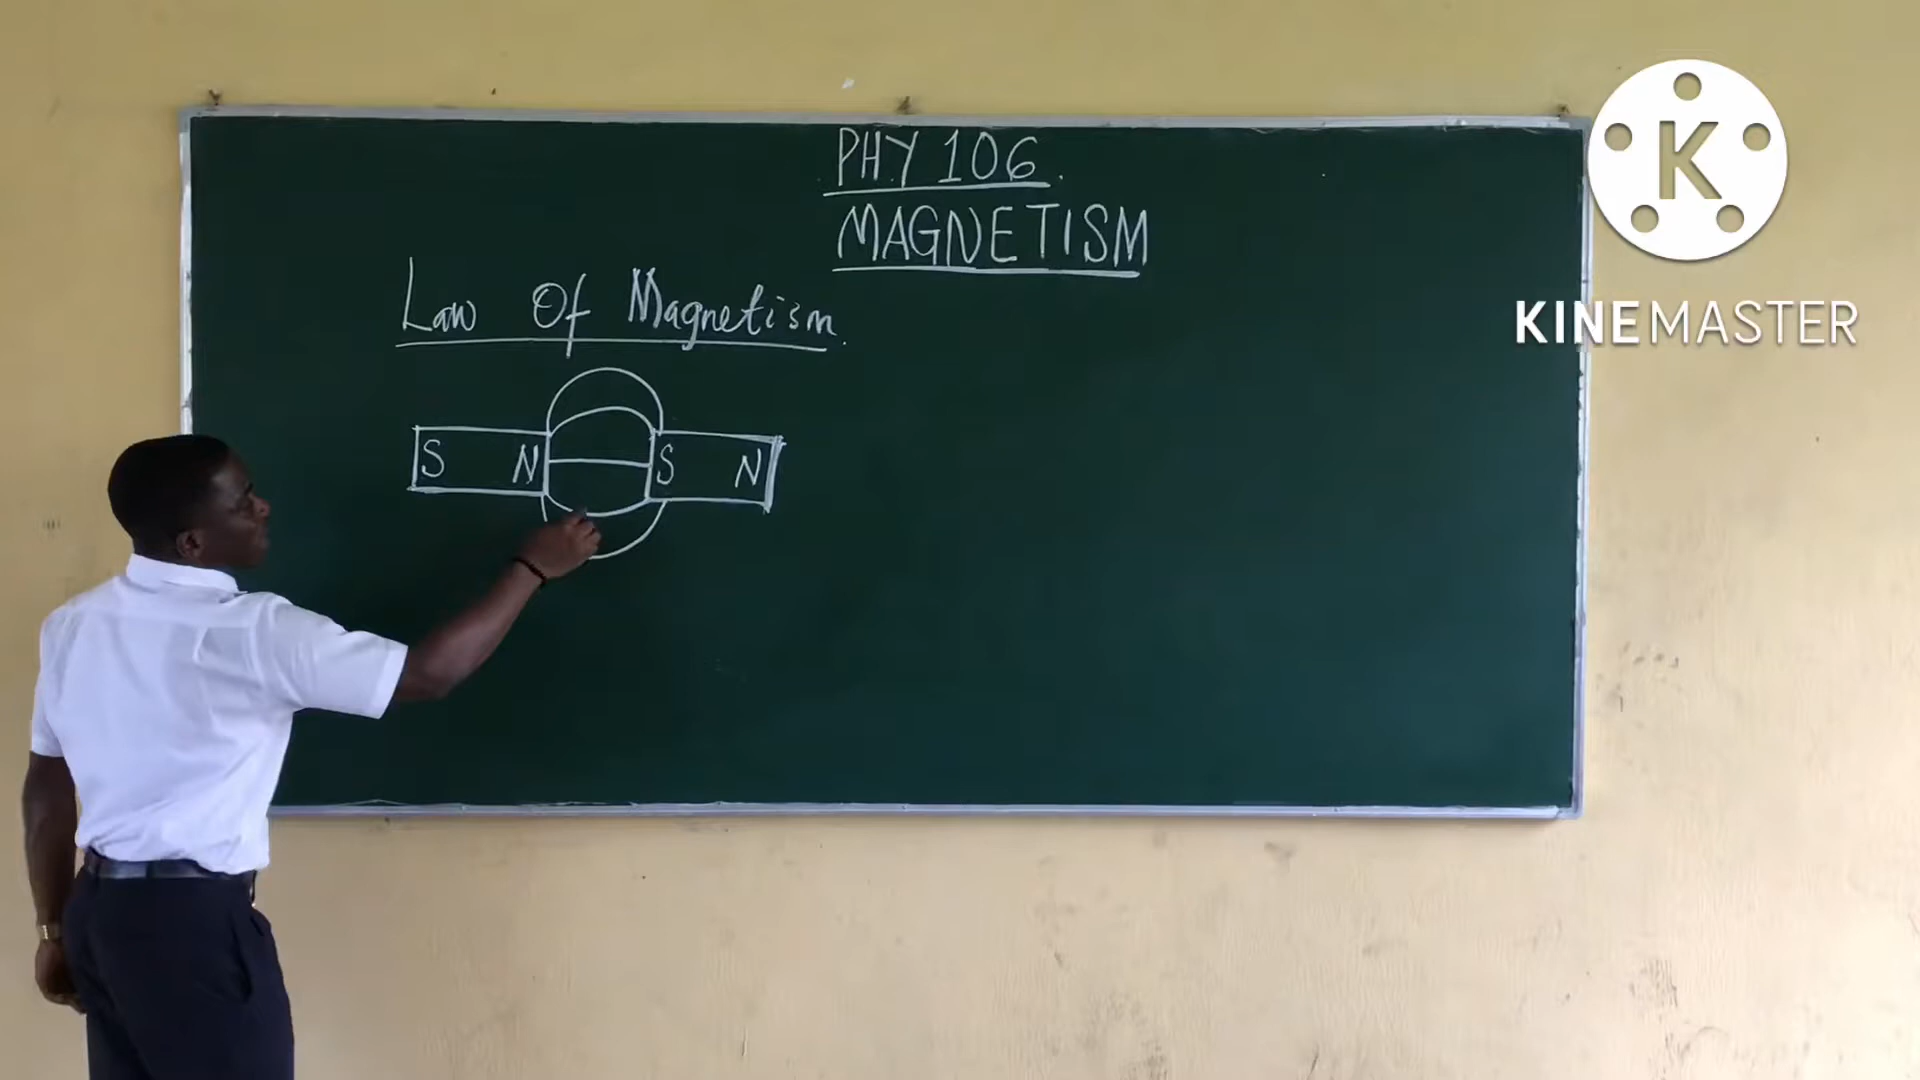 PHY 106.
MAGNETISM
Law Of Magnetism.
S N S N
K
KINEMASTER